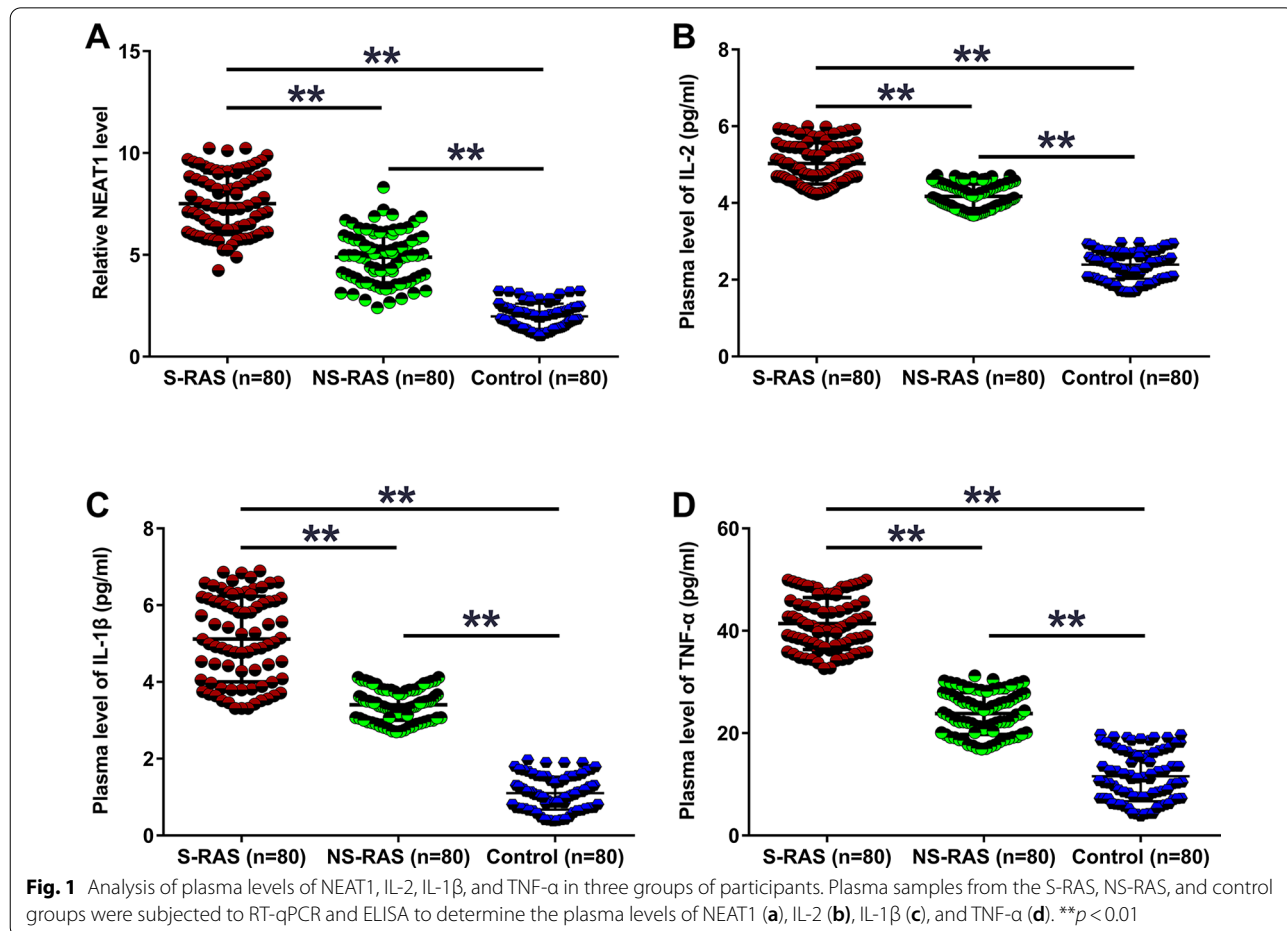 A
15
10
5
0
Relative NEAT1 level
**
**
**
S-RAS (n=80) NS-RAS (n=80) Control (n=80)
B
8
6
4
2
0
Plasma level of IL-2 (pg/ml)
**
**
**
S-RAS (n=80) NS-RAS (n=80) Control (n=80)
C
8
6
4
2
0
Plasma level of IL-1β (pg/ml)
**
**
**
S-RAS (n=80) NS-RAS (n=80) Control (n=80)
D
60
40
20
0
Plasma level of TNF-α (pg/ml)
**
**
**
S-RAS (n=80) NS-RAS (n=80) Control (n=80)
Fig. 1 Analysis of plasma levels of NEAT1, IL-2, IL-1β, and TNF-α in three groups of participants. Plasma samples from the S-RAS, NS-RAS, and control
groups were subjected to RT-qPCR and ELISA to determine the plasma levels of NEAT1 (a), IL-2 (b), IL-1β (c), and TNF-α (d). **p < 0.01